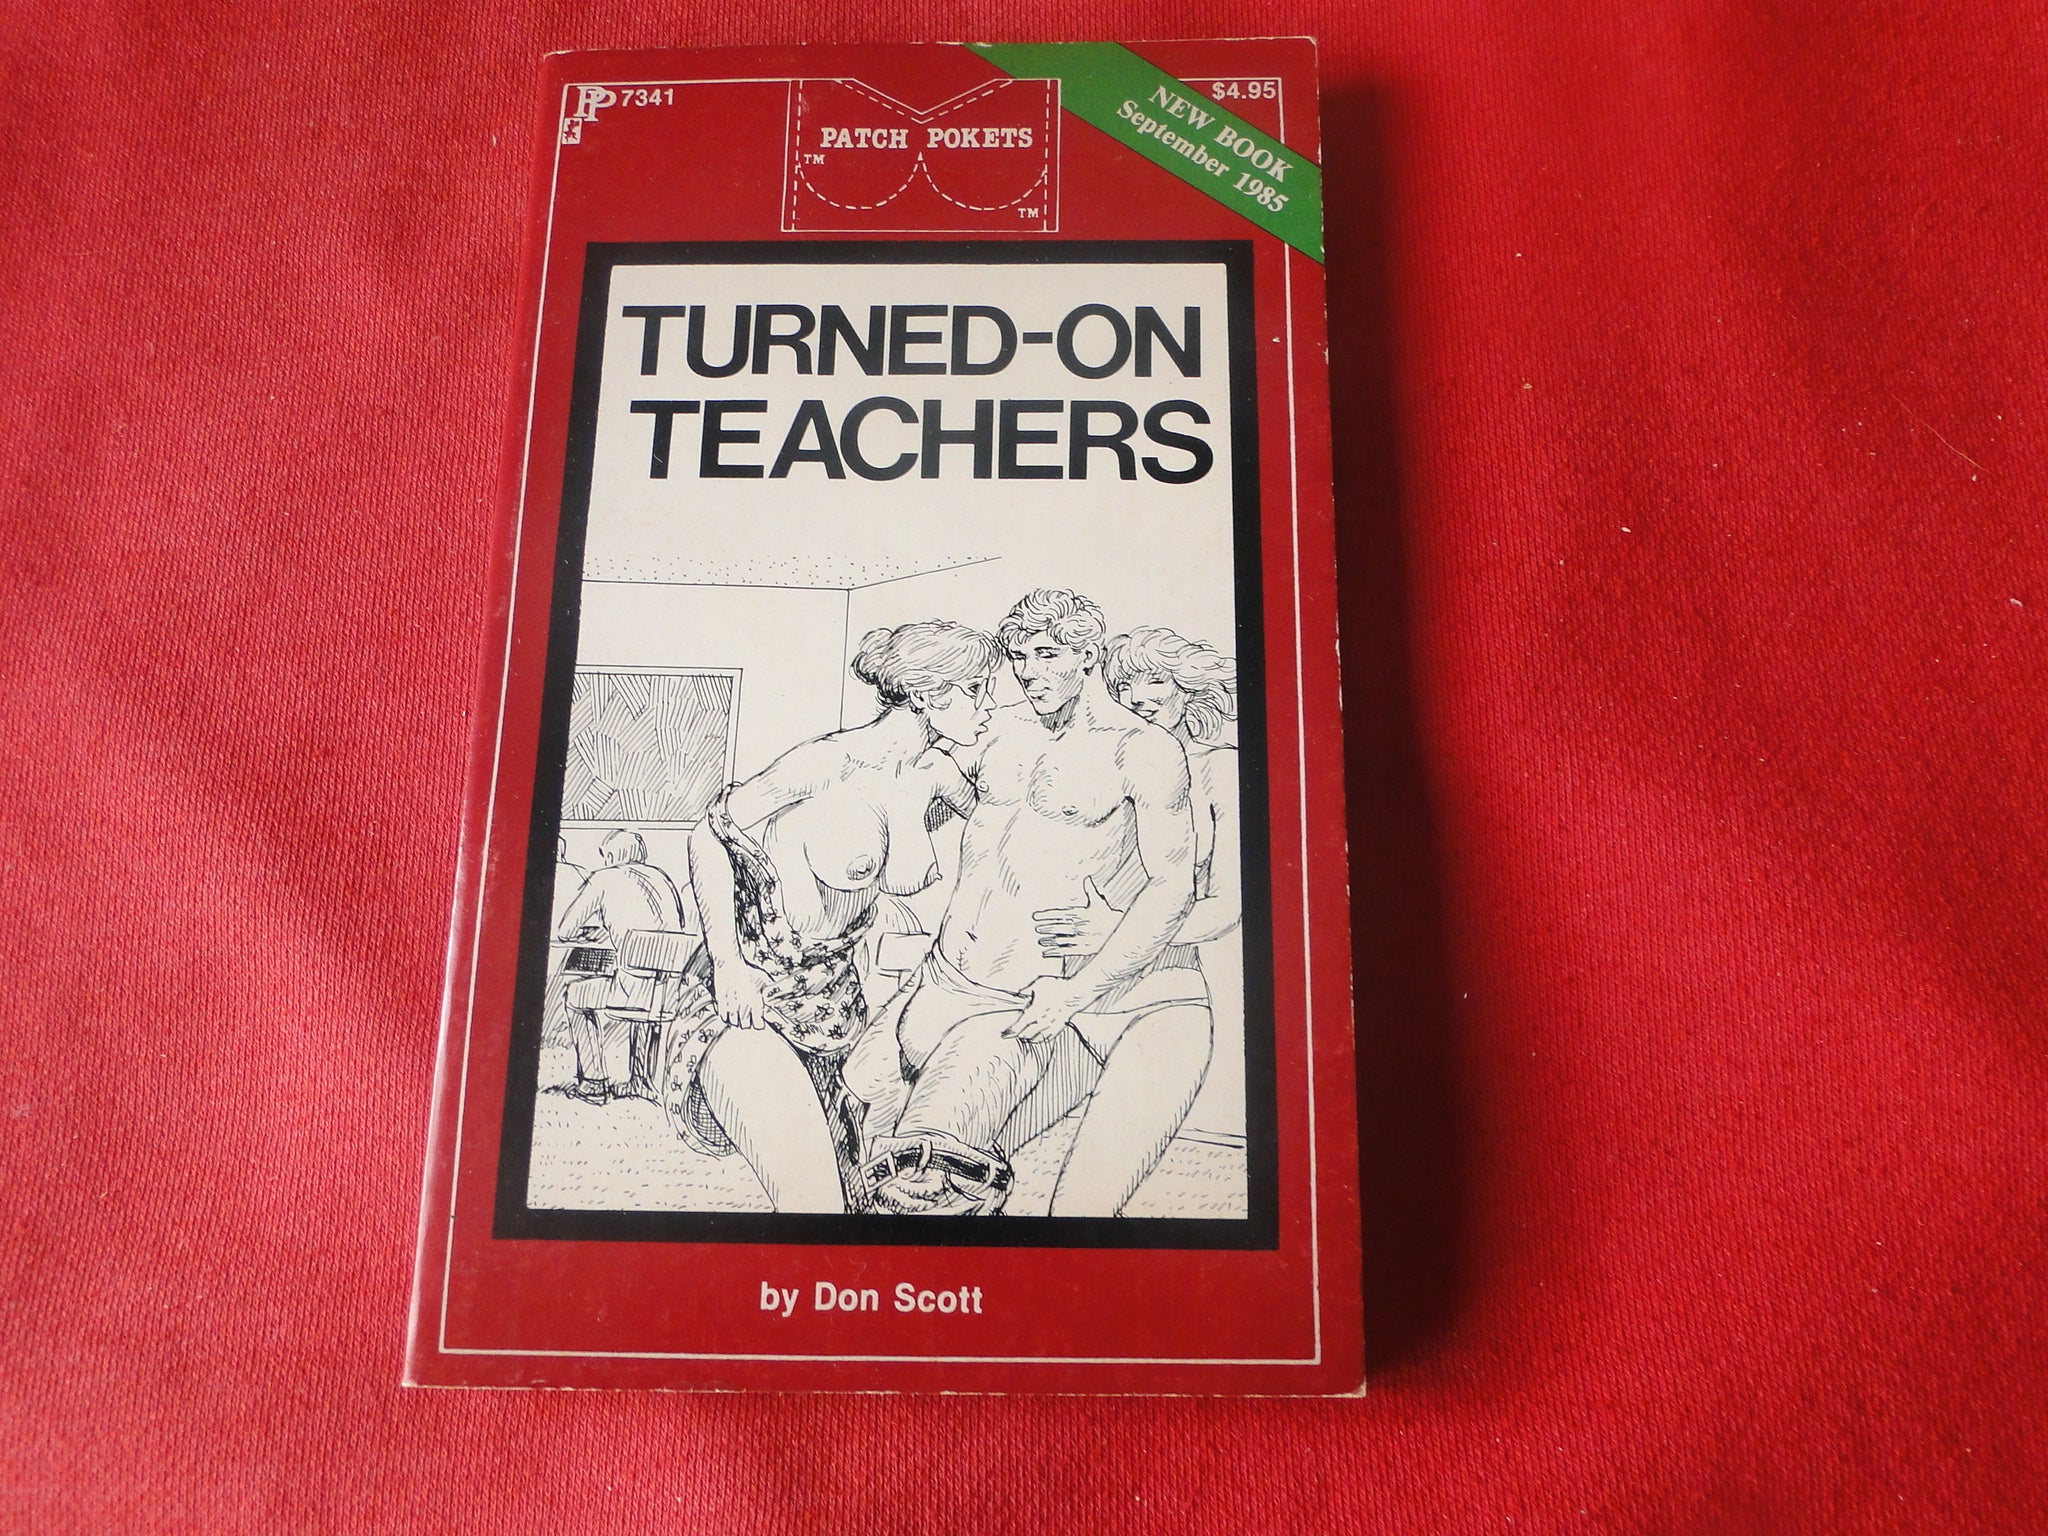 PP 7341
$4.95
NEW BOOK
September 1985
PATCH POKETS
TM
TM
TURNED-ON
TEACHERS
by Don Scott